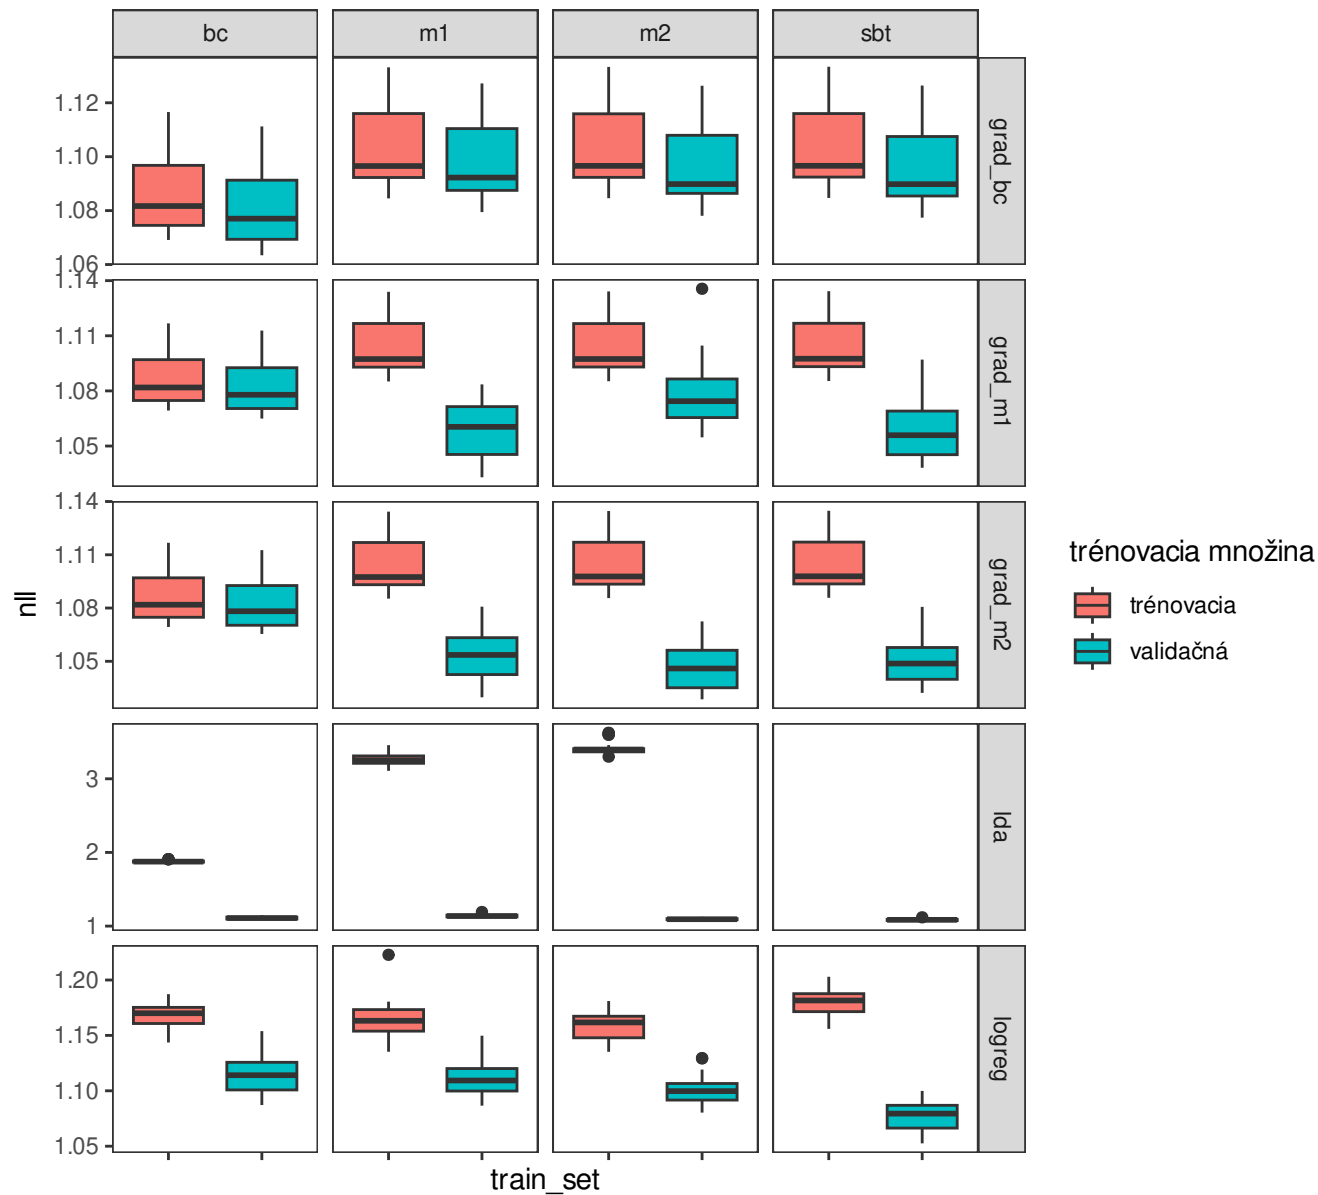 bc m1 m2 sbt
1.12
1.10
1.08
1.06
grad_bc
1.14
1.11
1.08
1.05
grad_m1
1.14
1.11
1.08
1.05
grad_m2
3
2
1
lda
1.20
1.15
1.10
1.05
logreg
nll
train_set
trénovacia množina
trénovacia
validačná